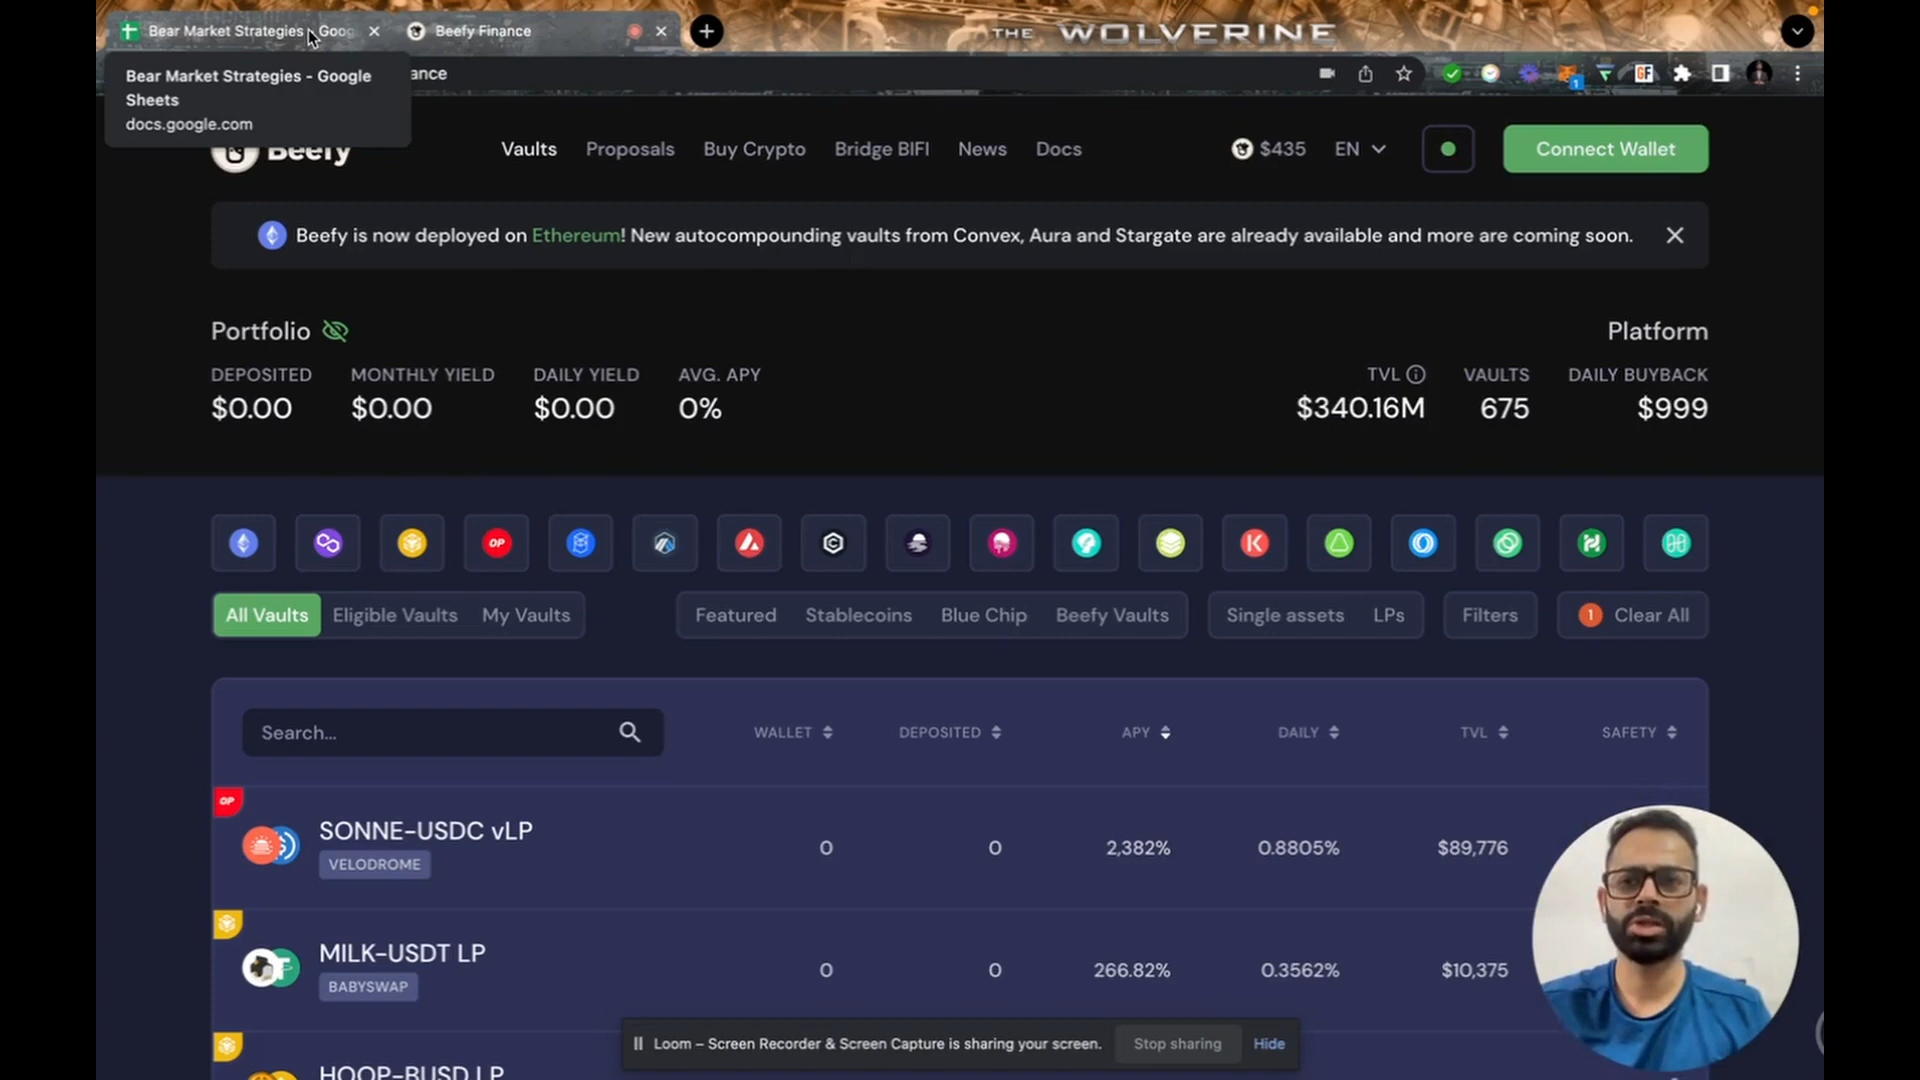 Bear Market Strategies - Goog
Beefy Finance
THE WOLVERINE
Bear Market Strategies - Google
Sheets
docs.google.com
ance
1
GF
Beefy
Vaults
Proposals
Buy Crypto
Bridge BIFI
News
Docs
$435
EN
Connect Wallet
Beefy is now deployed on Ethereum! New autocompounding vaults from Convex, Aura and Stargate are already available and more are coming soon.
Portfolio
Platform
DEPOSITED
MONTHLY YIELD
DAILY YIELD
AVG. APY
TVL
VAULTS
DAILY BUYBACK
$0.00
$0.00
$0.00
0%
$340.16M
675
$999
OP
All Vaults
Eligible Vaults
My Vaults
Featured
Stablecoins
Blue Chip
Beefy Vaults
Single assets
LPs
Filters
1 Clear All
Search...
WALLET
DEPOSITED
APY
DAILY
TVL
SAFETY
OP
SONNE-USDC vLP
VELODROME
0
0
2,382%
0.8805%
$89,776
MILK-USDT LP
BABYSWAP
0
0
266.82%
0.3562%
$10,375
HOOP-BUSD LP
Loom – Screen Recorder & Screen Capture is sharing your screen.
Stop sharing
Hide